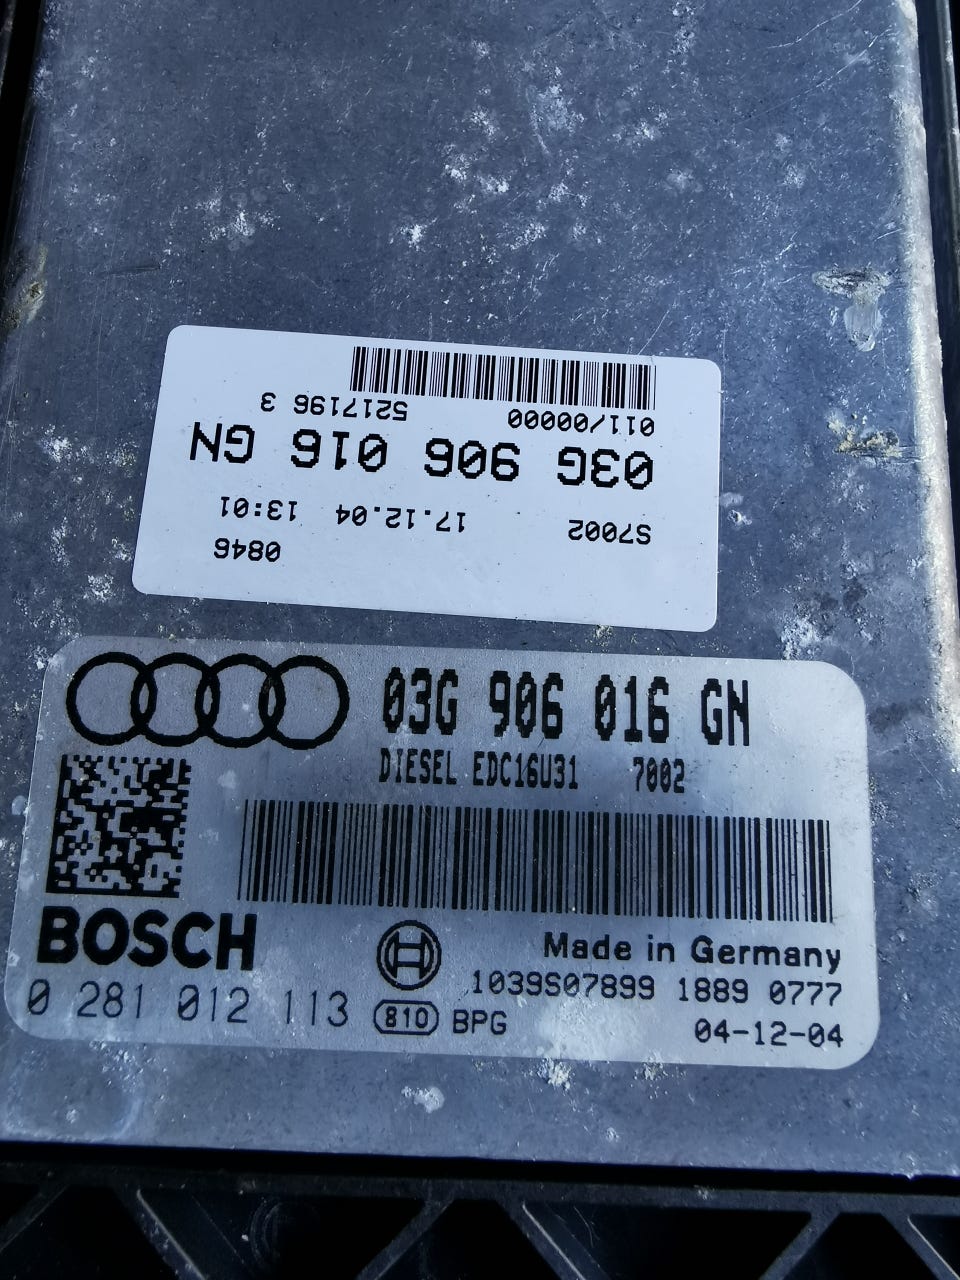 011/00000 5217196 3
03G 906 016 GN
S7002 17.12.04 13:01
0846
03G 906 016 GN
DIESEL EDC16U31 7002
BOSCH
Made in Germany
1039S07899 1889 0777
0 281 012 113 810 BPG
04-12-04